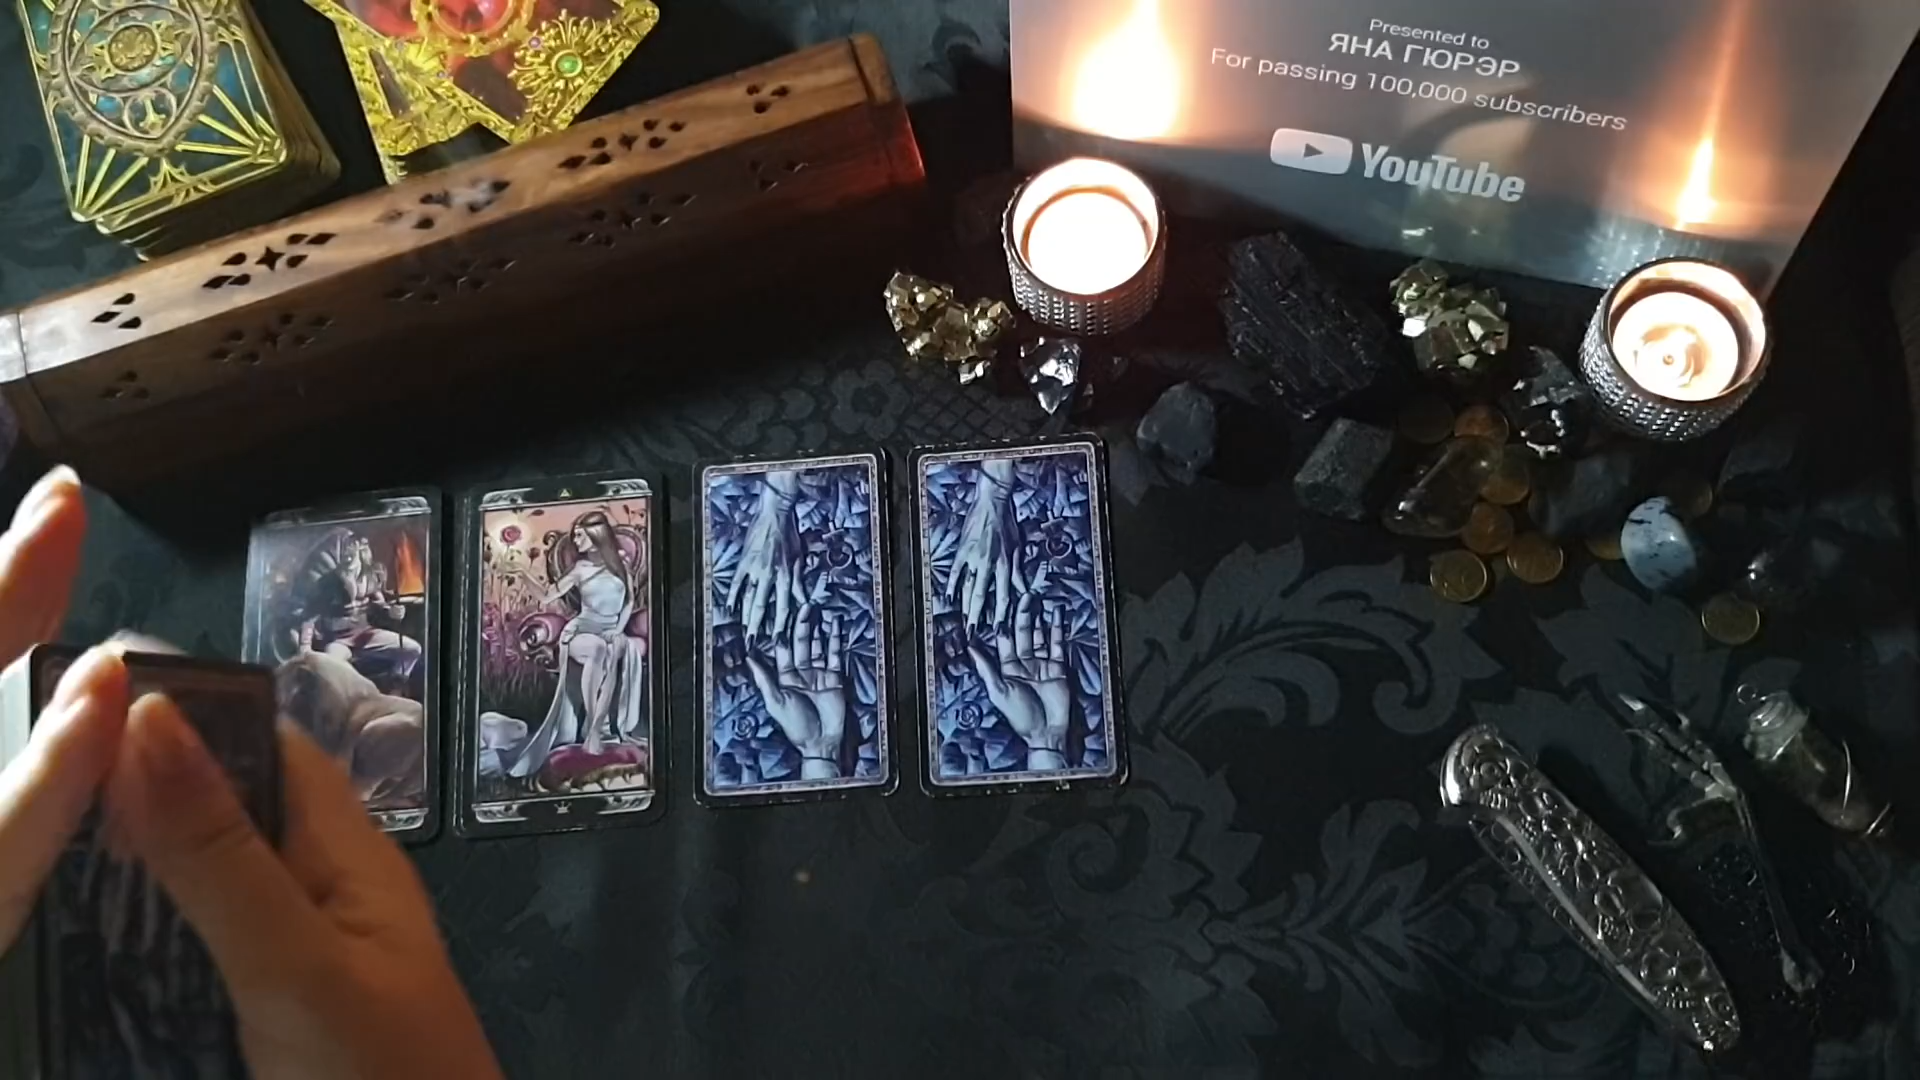 Presented to
ЯНА ГЮРЭР
For passing 100,000 subscribers
YouTube